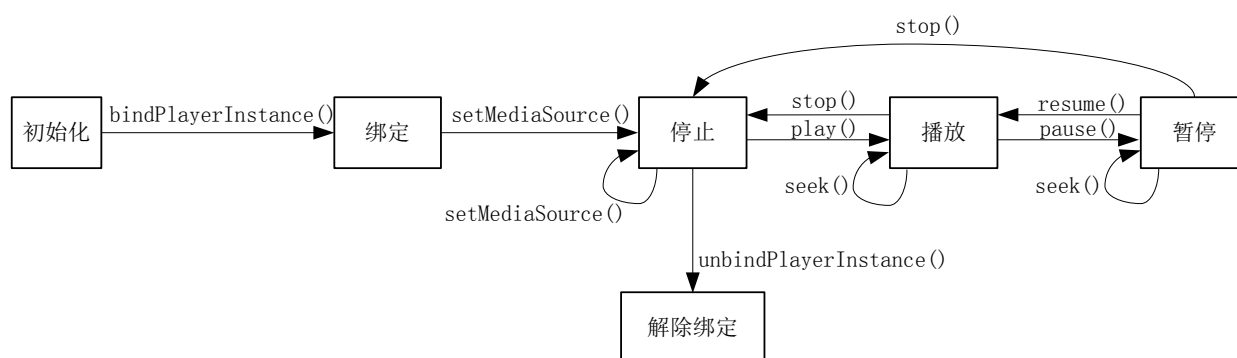 stop()
初始化
bindPlayerInstance()
绑定
setMediaSource()
停止
stop()
play()
播放
resume()
pause()
暂停
setMediaSource()
seek()
seek()
unbindPlayerInstance()
解除绑定